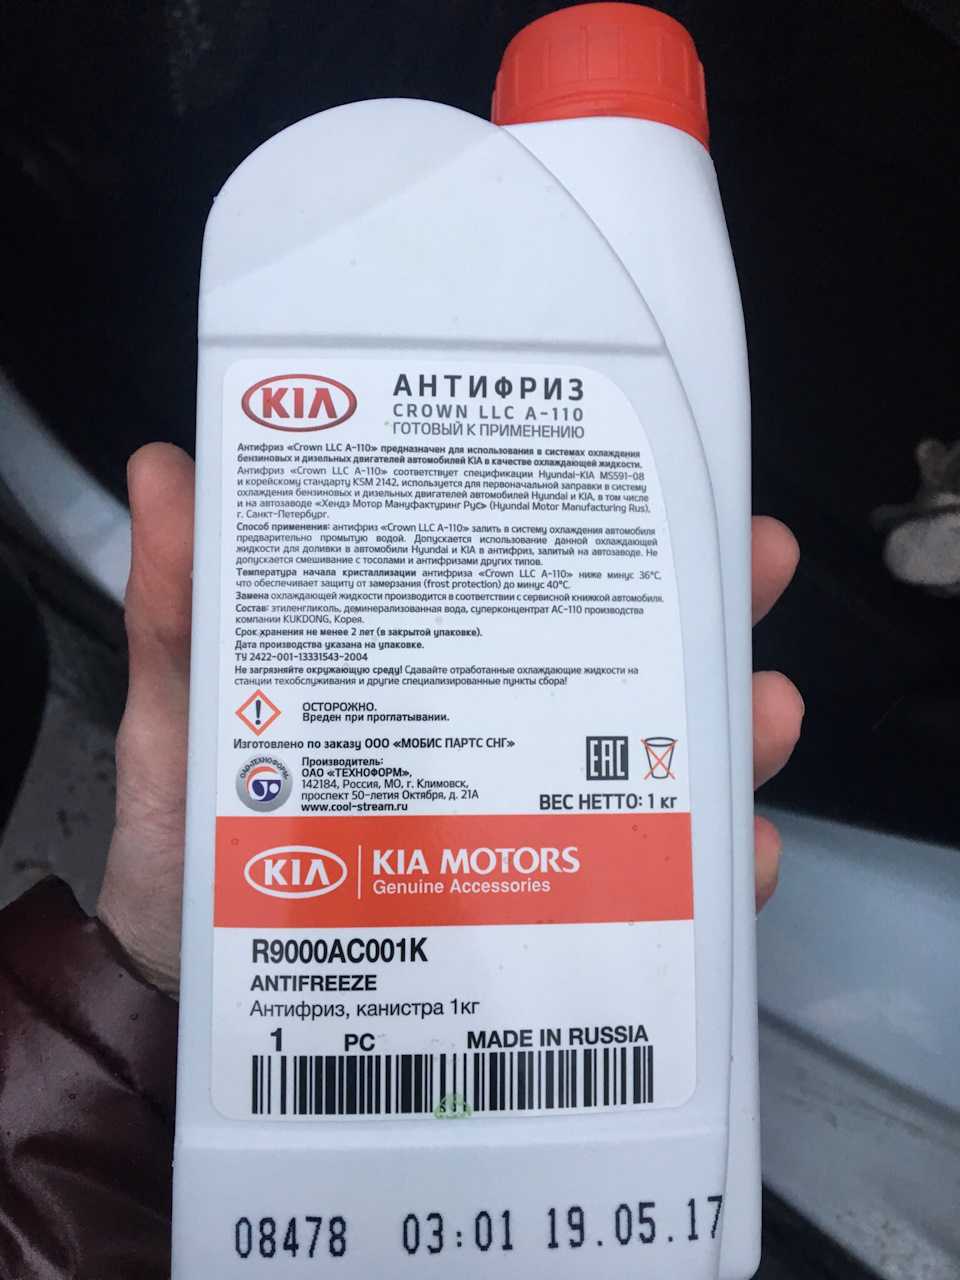 KIA
АНТИФРИЗ
CROWN LLC A-110
ГОТОВЫЙ К ПРИМЕНЕНИЮ
Антифриз «Crown LLC A-110» предназначен для использования в системах охлаждения
бензиновых и дизельных двигателей автомобилей KIA в качестве охлаждающей жидкости.
Антифриз «Crown LLC A-110» соответствует спецификации Hyundai-KIA MS591-08
и корейскому стандарту KSM 2142, используется для первоначальной заправки в систему
охлаждения бензиновых и дизельных двигателей автомобилей Hyundai и KIA, в том числе
и на автозаводе «Хендэ Мотор Мануфактуринг Рус» (Hyundai Motor Manufacturing Rus),
г. Санкт-Петербург.
Способ применения: антифриз «Crown LLC A-110» залить в систему охлаждения автомобиля
предварительно промытую водой. Допускается использование данной охлаждающей
жидкости для доливки в автомобили Hyundai и KIA в антифриз, залитый на автозаводе. Не
допускается смешивание с тосолами и антифризами других типов.
Температура начала кристаллизации антифриза «Crown LLC A-110» ниже минус 36°С,
что обеспечивает защиту от замерзания (frost protection) до минус 40°С.
Замена охлаждающей жидкости производится в соответствии с сервисной книжкой автомобиля.
Состав: этиленгликоль, деминерализованная вода, суперконцентрат АС-110 производства
компании KUKDONG, Корея.
Срок хранения не менее 2 лет (в закрытой упаковке).
Дата производства указана на упаковке.
ТУ 2422-001-13331543-2004
Не загрязняйте окружающую среду! Сдавайте отработанные охлаждающие жидкости на
станции техобслуживания и другие специализированные пункты сбора!
ОСТОРОЖНО.
Вреден при проглатывании.
Изготовлено по заказу ООО «МОБИС ПАРТС СНГ»
ОАО «ТЕХНОФОРМ»
Производитель:
ОАО «ТЕХНОФОРМ»,
142184, Россия, МО, г. Климовск,
проспект 50-летия Октября, д. 21А
www.cool-stream.ru
EAC
ВЕС НЕТТО: 1 кг
KIA
KIA MOTORS
Genuine Accessories
R9000AC001K
ANTIFREEZE
Антифриз, канистра 1кг
1 PC MADE IN RUSSIA
08478 03:01 19.05.17